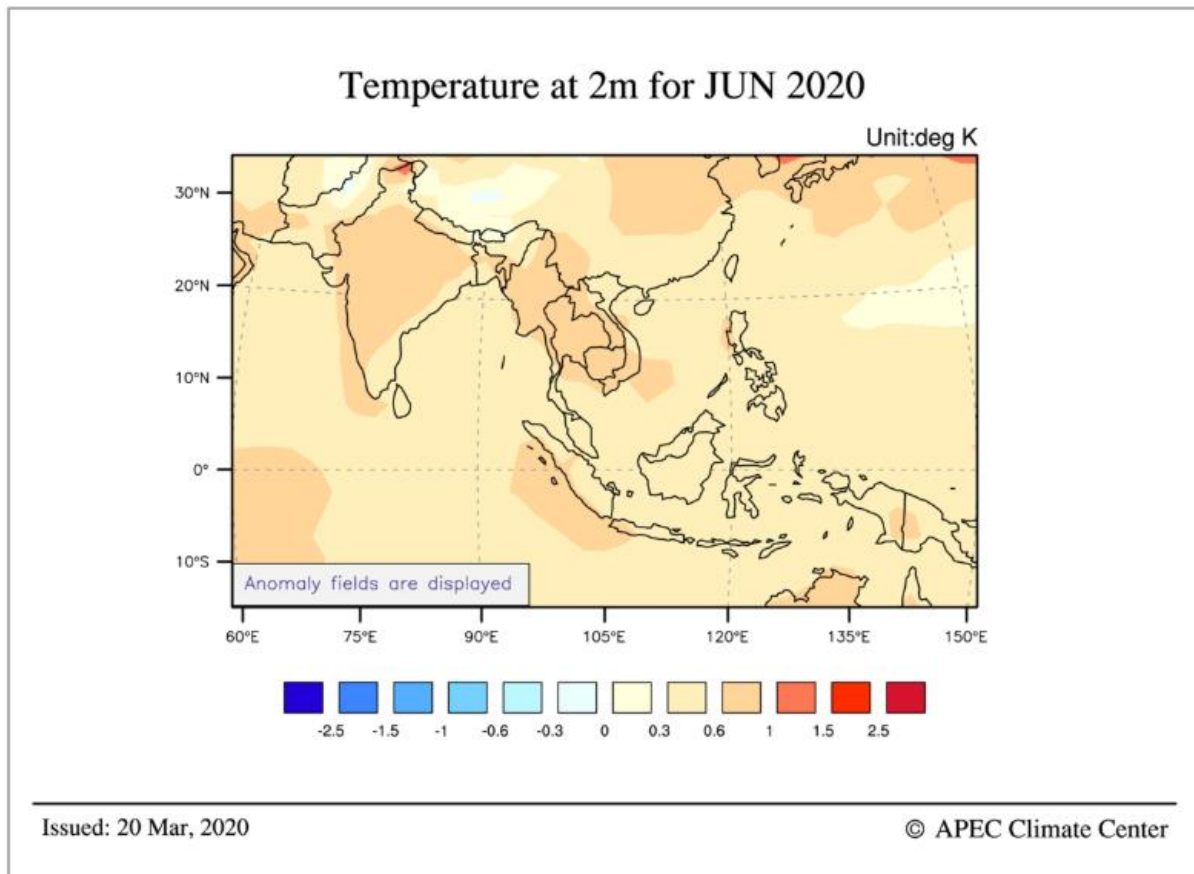 Temperature at 2m for JUN 2020
Unit:deg K
30°N
20°N
10°N
0°
10°S
Anomaly fields are displayed
60°E 75°E 90°E 105°E 120°E 135°E 150°E
-2.5 -1.5 -1 -0.6 -0.3 0 0.3 0.6 1 1.5 2.5
Issued: 20 Mar, 2020 © APEC Climate Center